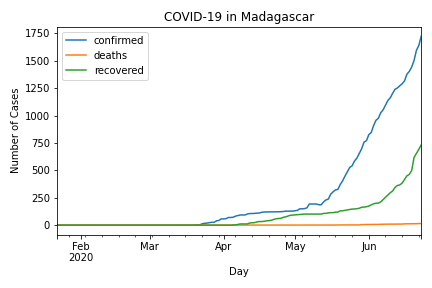 COVID-19 in Madagascar
confirmed
deaths
recovered
Number of Cases
1750
1500
1250
1000
750
500
250
0
Feb
2020
Mar
Apr
May
Jun
Day